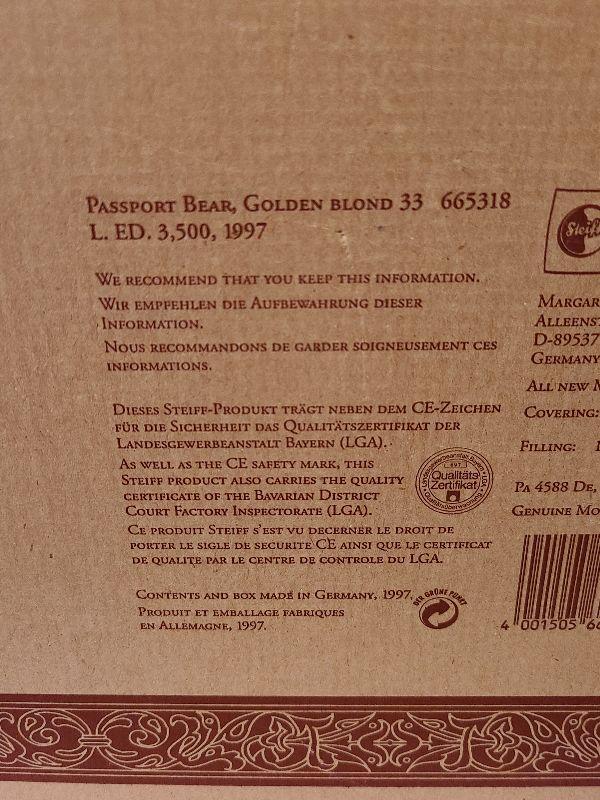 PASSPORT BEAR, GOLDEN BLOND 33 665318
L. ED. 3,500, 1997
WE RECOMMEND THAT YOU KEEP THIS INFORMATION.
WIR EMPFEHLEN DIE AUFBEWAHRUNG DIESER
INFORMATION.
NOUS RECOMMANDONS DE GARDER SOIGNEUSEMENT CES
INFORMATIONS.
DIESES STEIFF-PRODUKT TRÄGT NEBEN DEM CE-ZEICHEN
FÜR DIE SICHERHEIT DAS QUALITÄTSZERTIFIKAT DER
LANDESGEWERBEANSTALT BAYERN (LGA).
AS WELL AS THE CE SAFETY MARK, THIS
STEIFF PRODUCT ALSO CARRIES THE QUALITY
CERTIFICATE OF THE BAVARIAN DISTRICT
COURT FACTORY INSPECTORATE (LGA).
CE PRODUIT STEIFF S'EST VU DECERNER LE DROIT DE
PORTER LE SIGLE DE SECURITE CE AINSI QUE LE CERTIFICAT
DE QUALITE PAR LE CENTRE DE CONTROLE DU LGA.
Landesgewerbeanstalt Bayern • LGA •
Qualitäts
Zertifikat
Qualitätsüberwachung
CONTENTS AND BOX MADE IN GERMANY, 1997.
PRODUIT ET EMBALLAGE FABRIQUES
EN ALLEMAGNE, 1997.
DER GRÜNE PUNKT
Steiff
MARGAR
ALLEENST
D-89537
GERMANY
ALL NEW M
COVERING:
FILLING:
PA 4588 DE,
GENUINE MO
4 001505 66